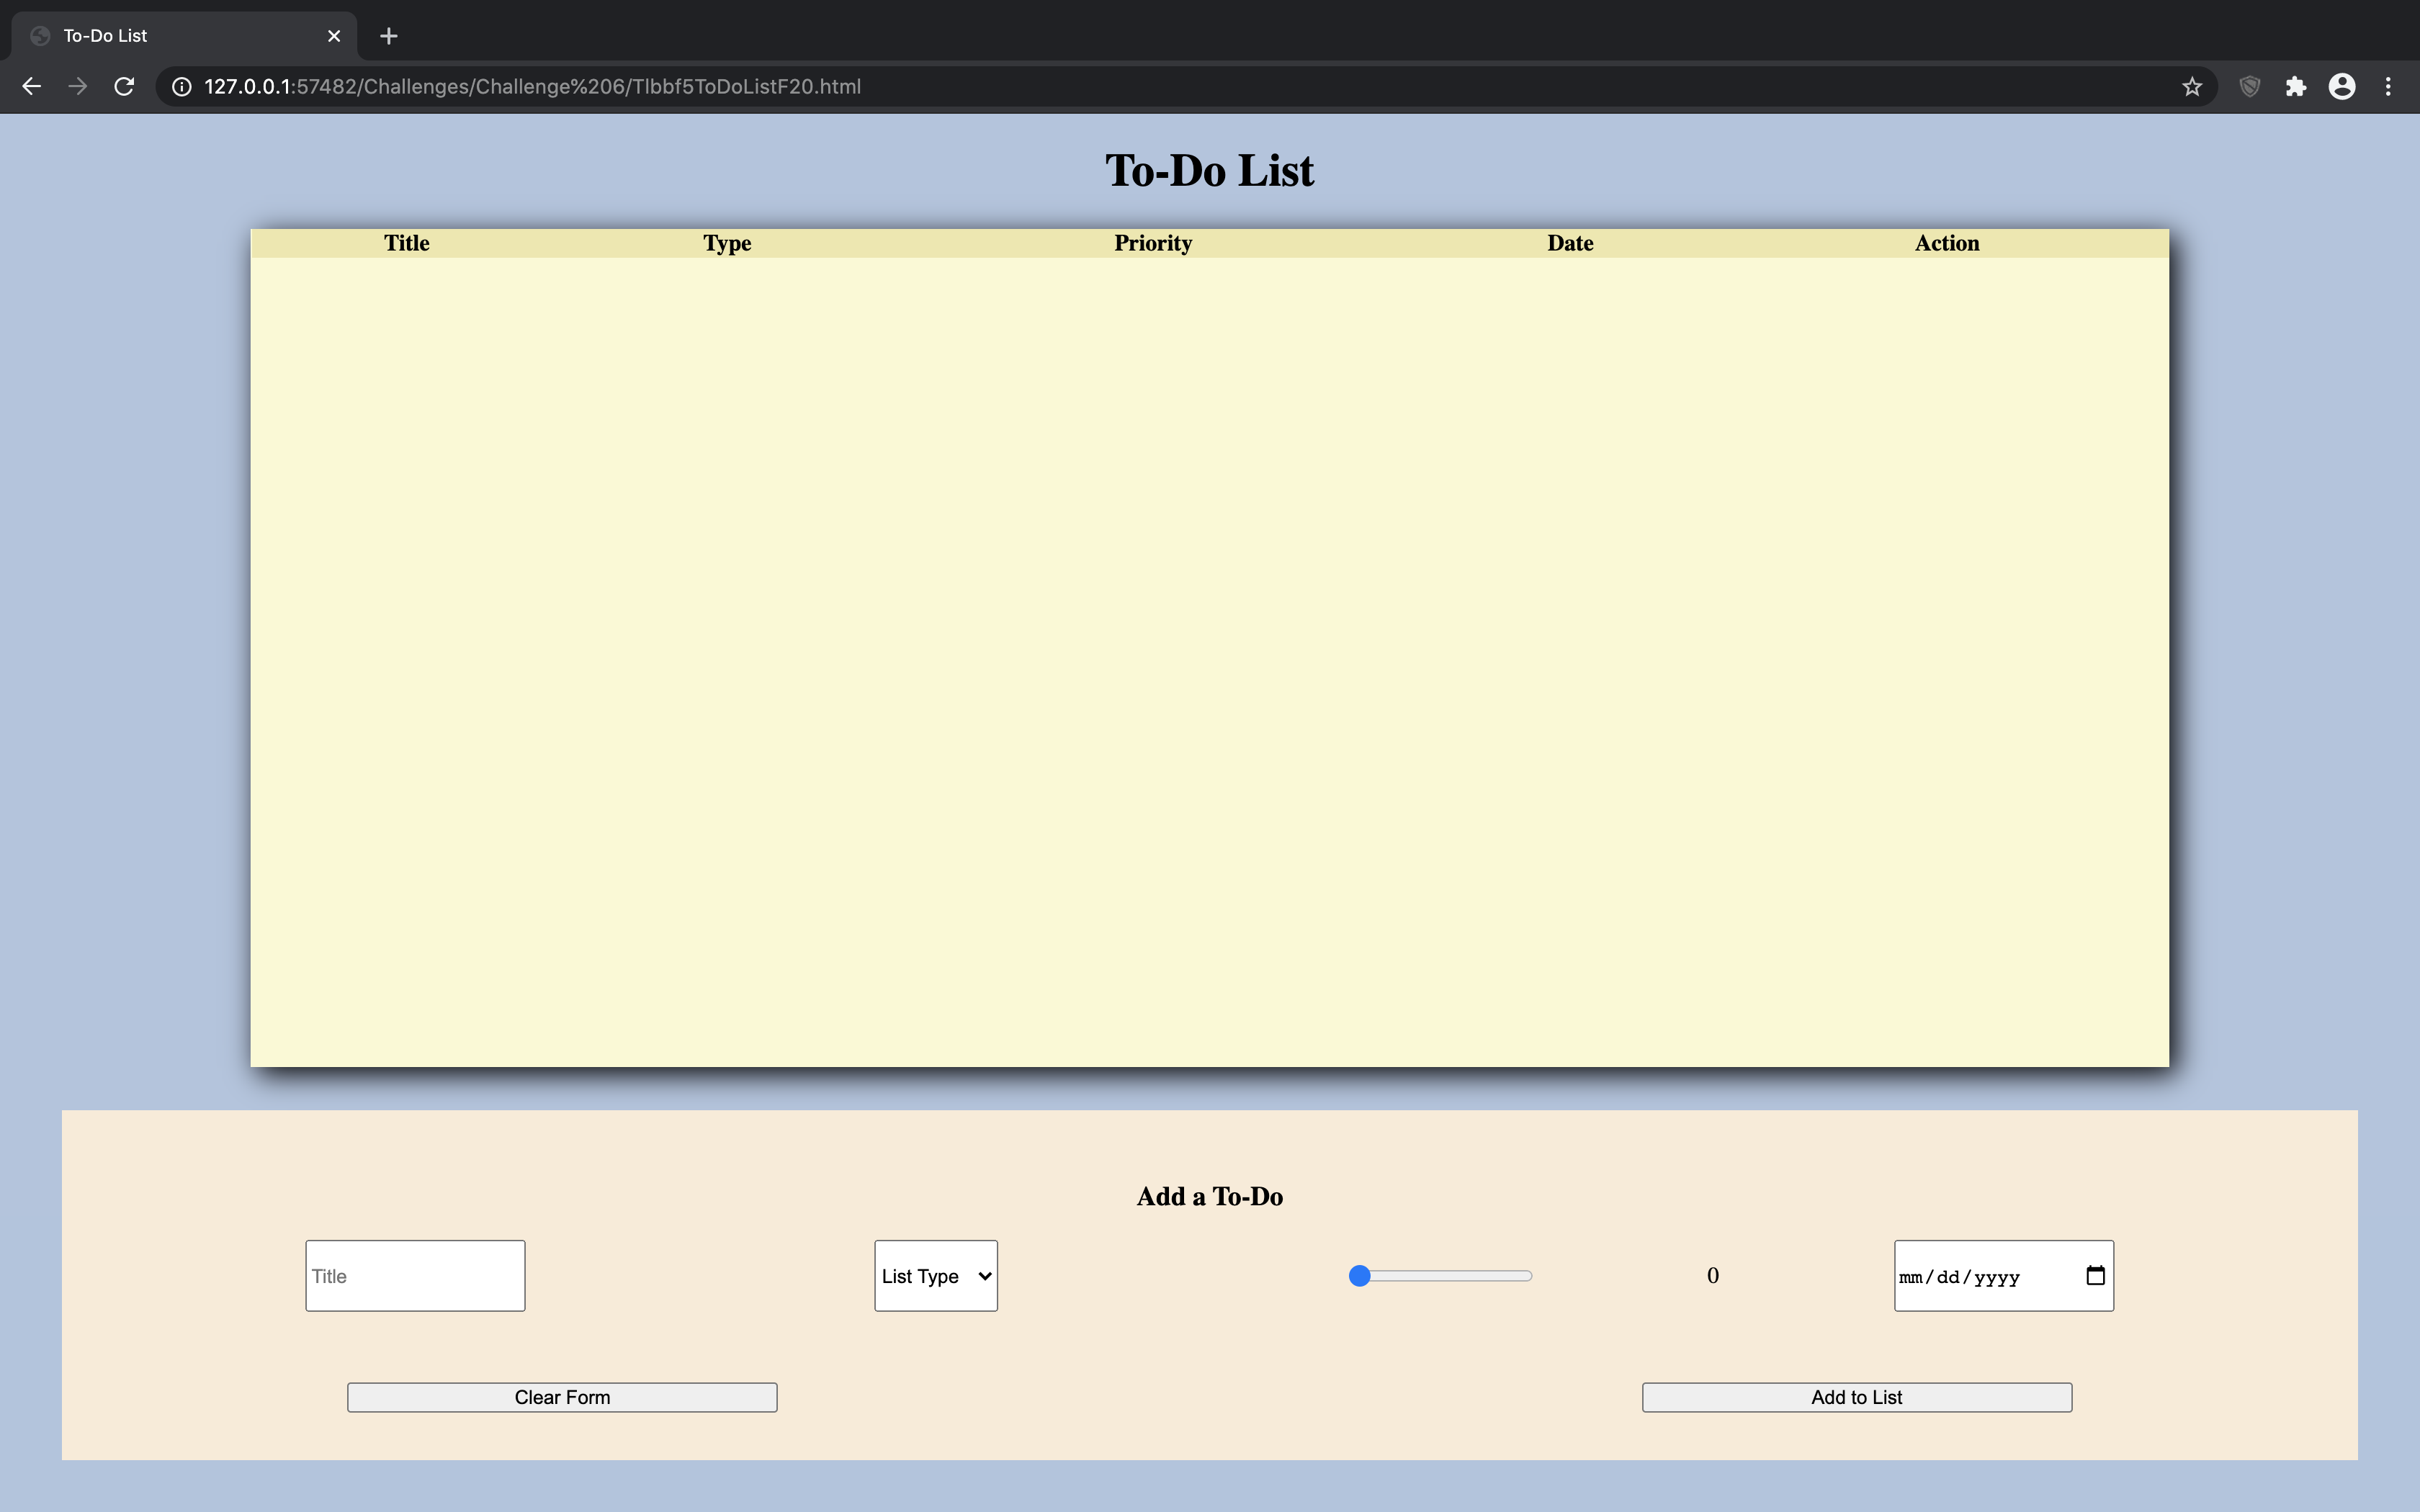 To-Do List
127.0.0.1:57482/Challenges/Challenge%206/Tlbbf5ToDoListF20.html
To-Do List
Title Type Priority Date Action
Add a To-Do
Title List Type 0 mm/dd/yyyy
Clear Form Add to List